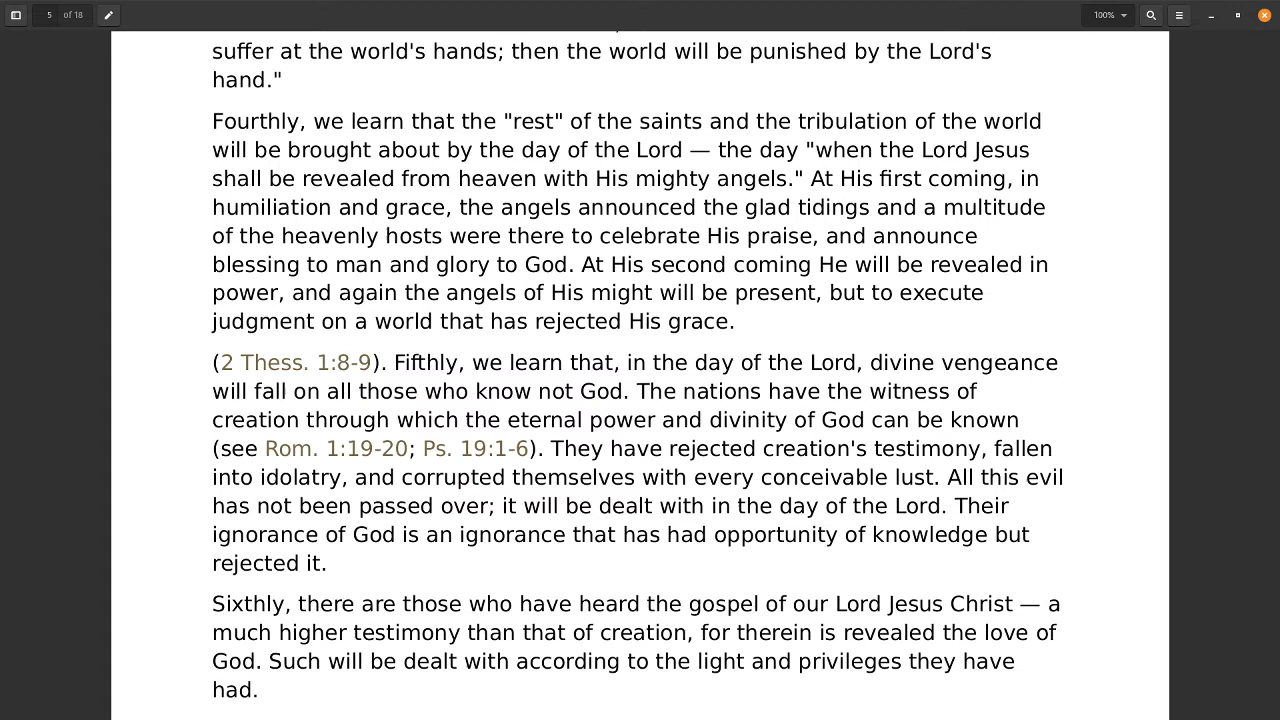 5 of 18
100%
suffer at the world's hands; then the world will be punished by the Lord's
hand."
Fourthly, we learn that the "rest" of the saints and the tribulation of the world
will be brought about by the day of the Lord — the day "when the Lord Jesus
shall be revealed from heaven with His mighty angels." At His first coming, in
humiliation and grace, the angels announced the glad tidings and a multitude
of the heavenly hosts were there to celebrate His praise, and announce
blessing to man and glory to God. At His second coming He will be revealed in
power, and again the angels of His might will be present, but to execute
judgment on a world that has rejected His grace.
(2 Thess. 1:8-9). Fifthly, we learn that, in the day of the Lord, divine vengeance
will fall on all those who know not God. The nations have the witness of
creation through which the eternal power and divinity of God can be known
(see Rom. 1:19-20; Ps. 19:1-6). They have rejected creation's testimony, fallen
into idolatry, and corrupted themselves with every conceivable lust. All this evil
has not been passed over; it will be dealt with in the day of the Lord. Their
ignorance of God is an ignorance that has had opportunity of knowledge but
rejected it.
Sixthly, there are those who have heard the gospel of our Lord Jesus Christ — a
much higher testimony than that of creation, for therein is revealed the love of
God. Such will be dealt with according to the light and privileges they have
had.